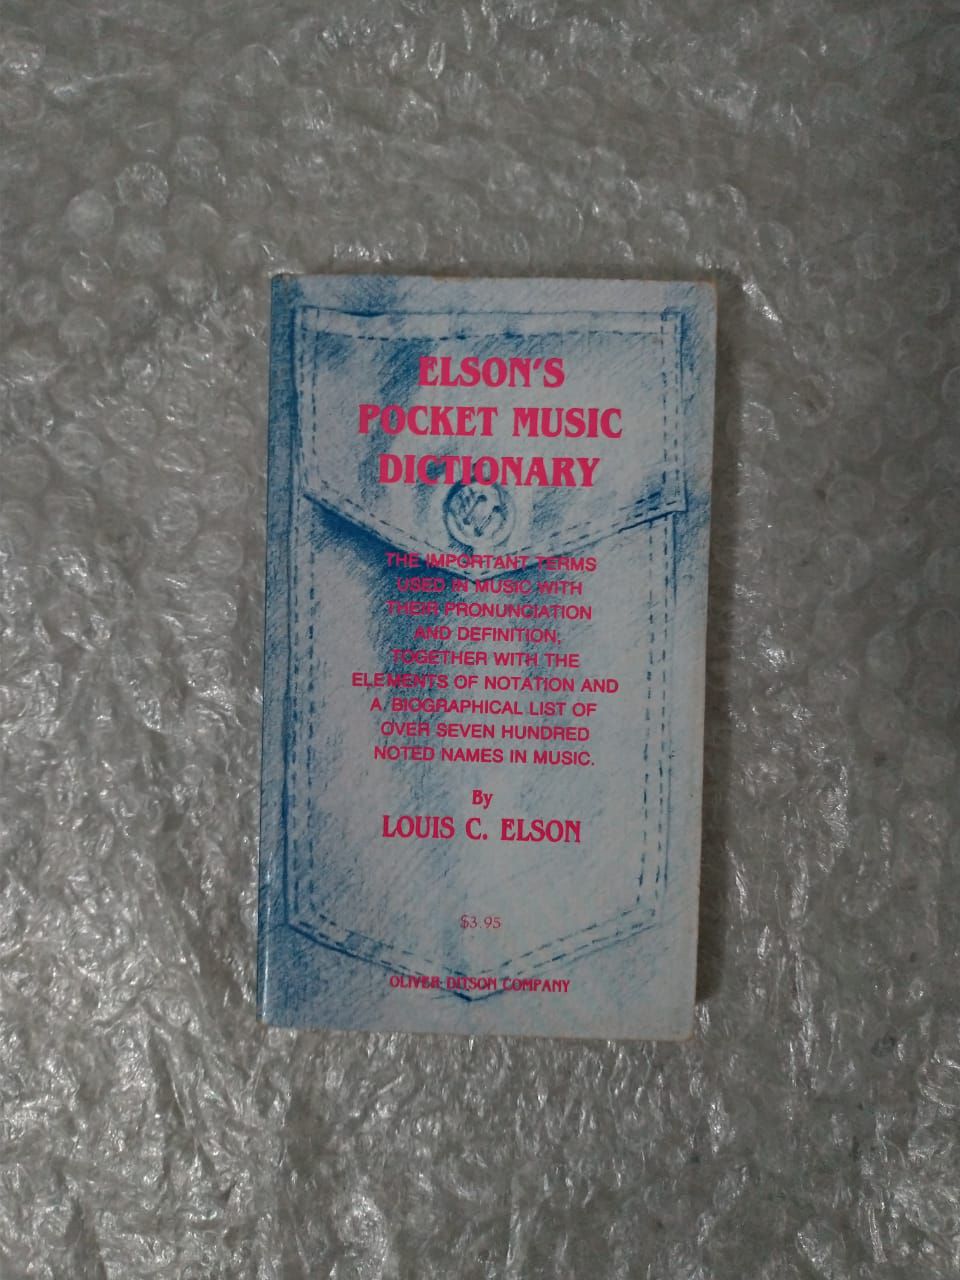 ELSON'S
POCKET MUSIC
DICTIONARY
THE IMPORTANT TERMS
USED IN MUSIC WITH
THEIR PRONUNCIATION
AND DEFINITION,
TOGETHER WITH THE
ELEMENTS OF NOTATION AND
A BIOGRAPHICAL LIST OF
OVER SEVEN HUNDRED
NOTED NAMES IN MUSIC.
By
LOUIS C. ELSON
$3.95
OLIVER DITSON COMPANY